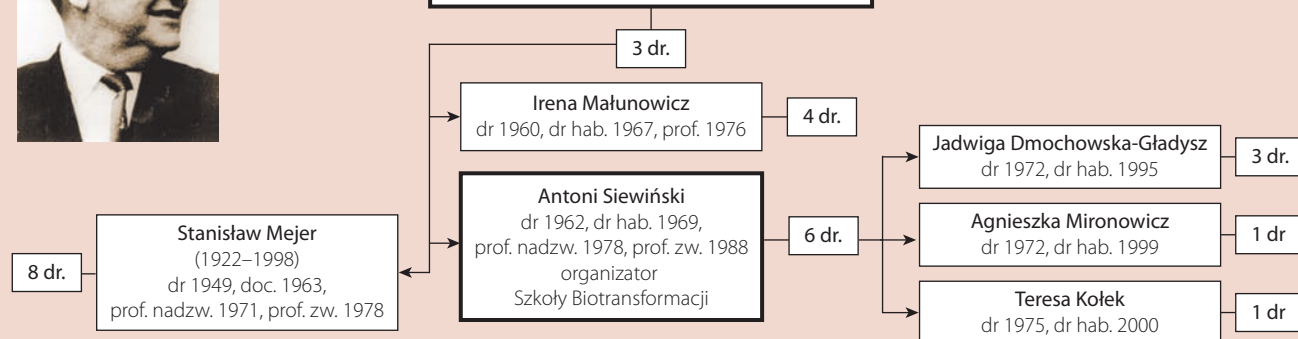 3 dr.
Irena Małunowicz
dr 1960, dr hab. 1967, prof. 1976
4 dr.
Antoni Siewiński
dr 1962, dr hab. 1969,
prof. nadzw. 1978, prof. zw. 1988
organizator
Szkoły Biotransformacji
6 dr.
Stanisław Mejer
(1922–1998)
dr 1949, doc. 1963,
prof. nadzw. 1971, prof. zw. 1978
8 dr.
Jadwiga Dmochowska-Gładysz
dr 1972, dr hab. 1995
3 dr.
Agnieszka Mironowicz
dr 1972, dr hab. 1999
1 dr
Teresa Kołek
dr 1975, dr hab. 2000
1 dr